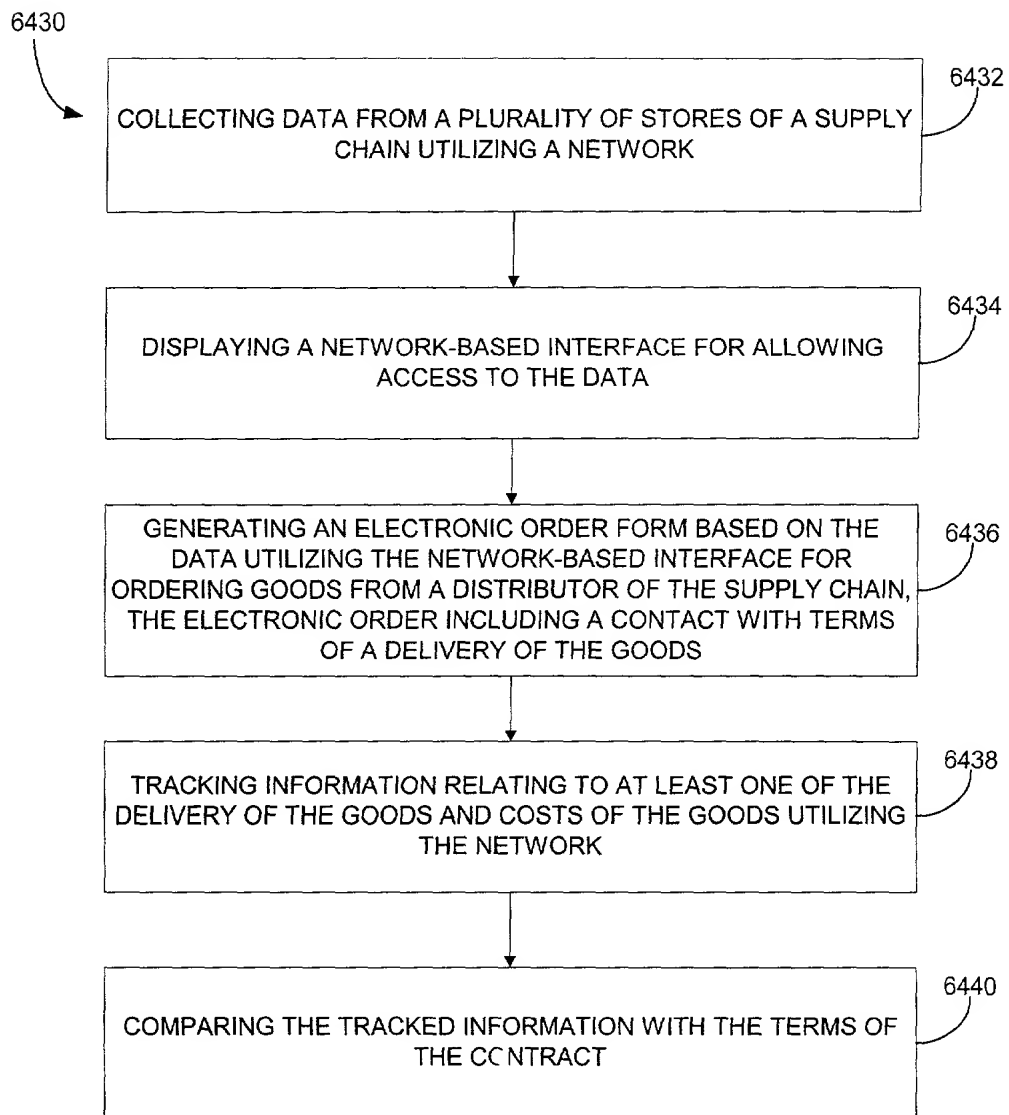 6430
COLLECTING DATA FROM A PLURALITY OF STORES OF A SUPPLY
CHAIN UTILIZING A NETWORK
6432
DISPLAYING A NETWORK-BASED INTERFACE FOR ALLOWING
ACCESS TO THE DATA
6434
GENERATING AN ELECTRONIC ORDER FORM BASED ON THE
DATA UTILIZING THE NETWORK-BASED INTERFACE FOR
ORDERING GOODS FROM A DISTRIBUTOR OF THE SUPPLY CHAIN,
THE ELECTRONIC ORDER INCLUDING A CONTACT WITH TERMS
OF A DELIVERY OF THE GOODS
6436
TRACKING INFORMATION RELATING TO AT LEAST ONE OF THE
DELIVERY OF THE GOODS AND COSTS OF THE GOODS UTILIZING
THE NETWORK
6438
COMPARING THE TRACKED INFORMATION WITH THE TERMS OF
THE CONTRACT
6440